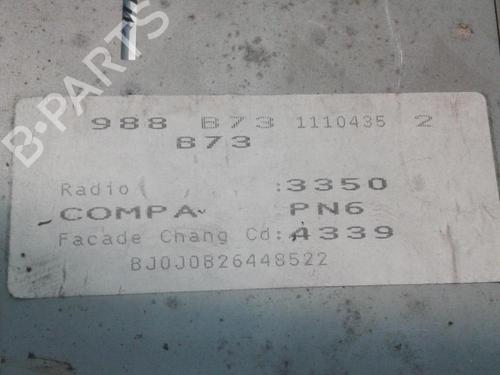 B-PARTS
988 B73 1110435 2
B73
Radio :3350
COMPA PN6
Facade Chang Cd:A339
BJ0J0B26448522